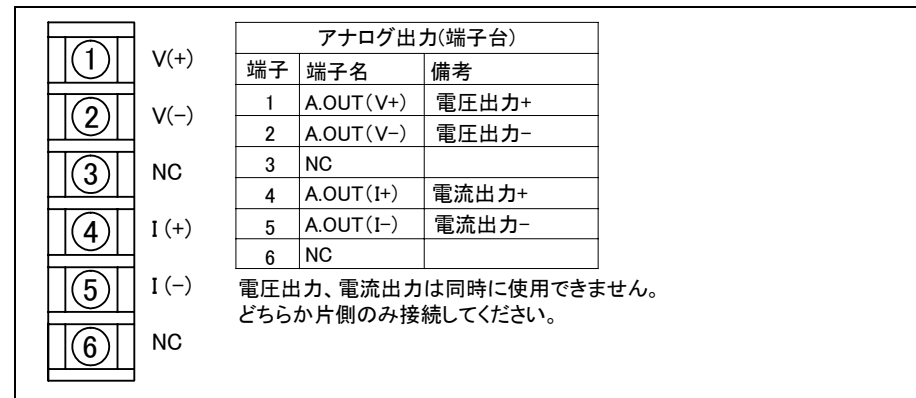 ① V(+)
② V(−)
③ NC
④ I (+)
⑤ I (−)
⑥ NC
アナログ出力(端子台)
端子 端子名 備考
1 A.OUT(V+) 電圧出力+
2 A.OUT(V−) 電圧出力−
3 NC
4 A.OUT(I+) 電流出力+
5 A.OUT(I−) 電流出力−
6 NC
電圧出力、電流出力は同時に使用できません。
どちらか片側のみ接続してください。